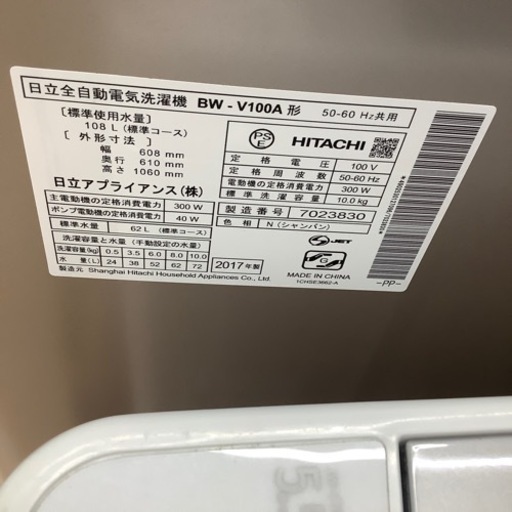 日立全自動電気洗濯機 BW-V100A 形 50-60 Hz共用
〔標準使用水量〕
108 L (標準コース)
〔 外 形 寸 法 〕
幅 608 mm
奥行 610 mm
高さ 1060 mm
日立アプライアンス(株)
主電動機の定格消費電力 300 W
ポンプ電動機の定格消費電力 40 W
標準水量 62 L (標準コース)
洗濯容量と水量 (手動設定の水量)
洗濯容量(kg) 0.5 3.5 6.0 8.0 10.0
水 量(L) 24 38 52 62 72
製造元 Shanghai Hitachi Household Appliances Co., Ltd.
PS
E
HITACHI
定格電圧 100 V
定格周波数 50-60 Hz
電動機の定格消費電力 300 W
標準洗濯容量 10.0 kg
製造番号 7023830
色 N (シャンパン)
S-JET
2017年製
G
MADE IN CHINA
1CHSE3662-A
-PP-